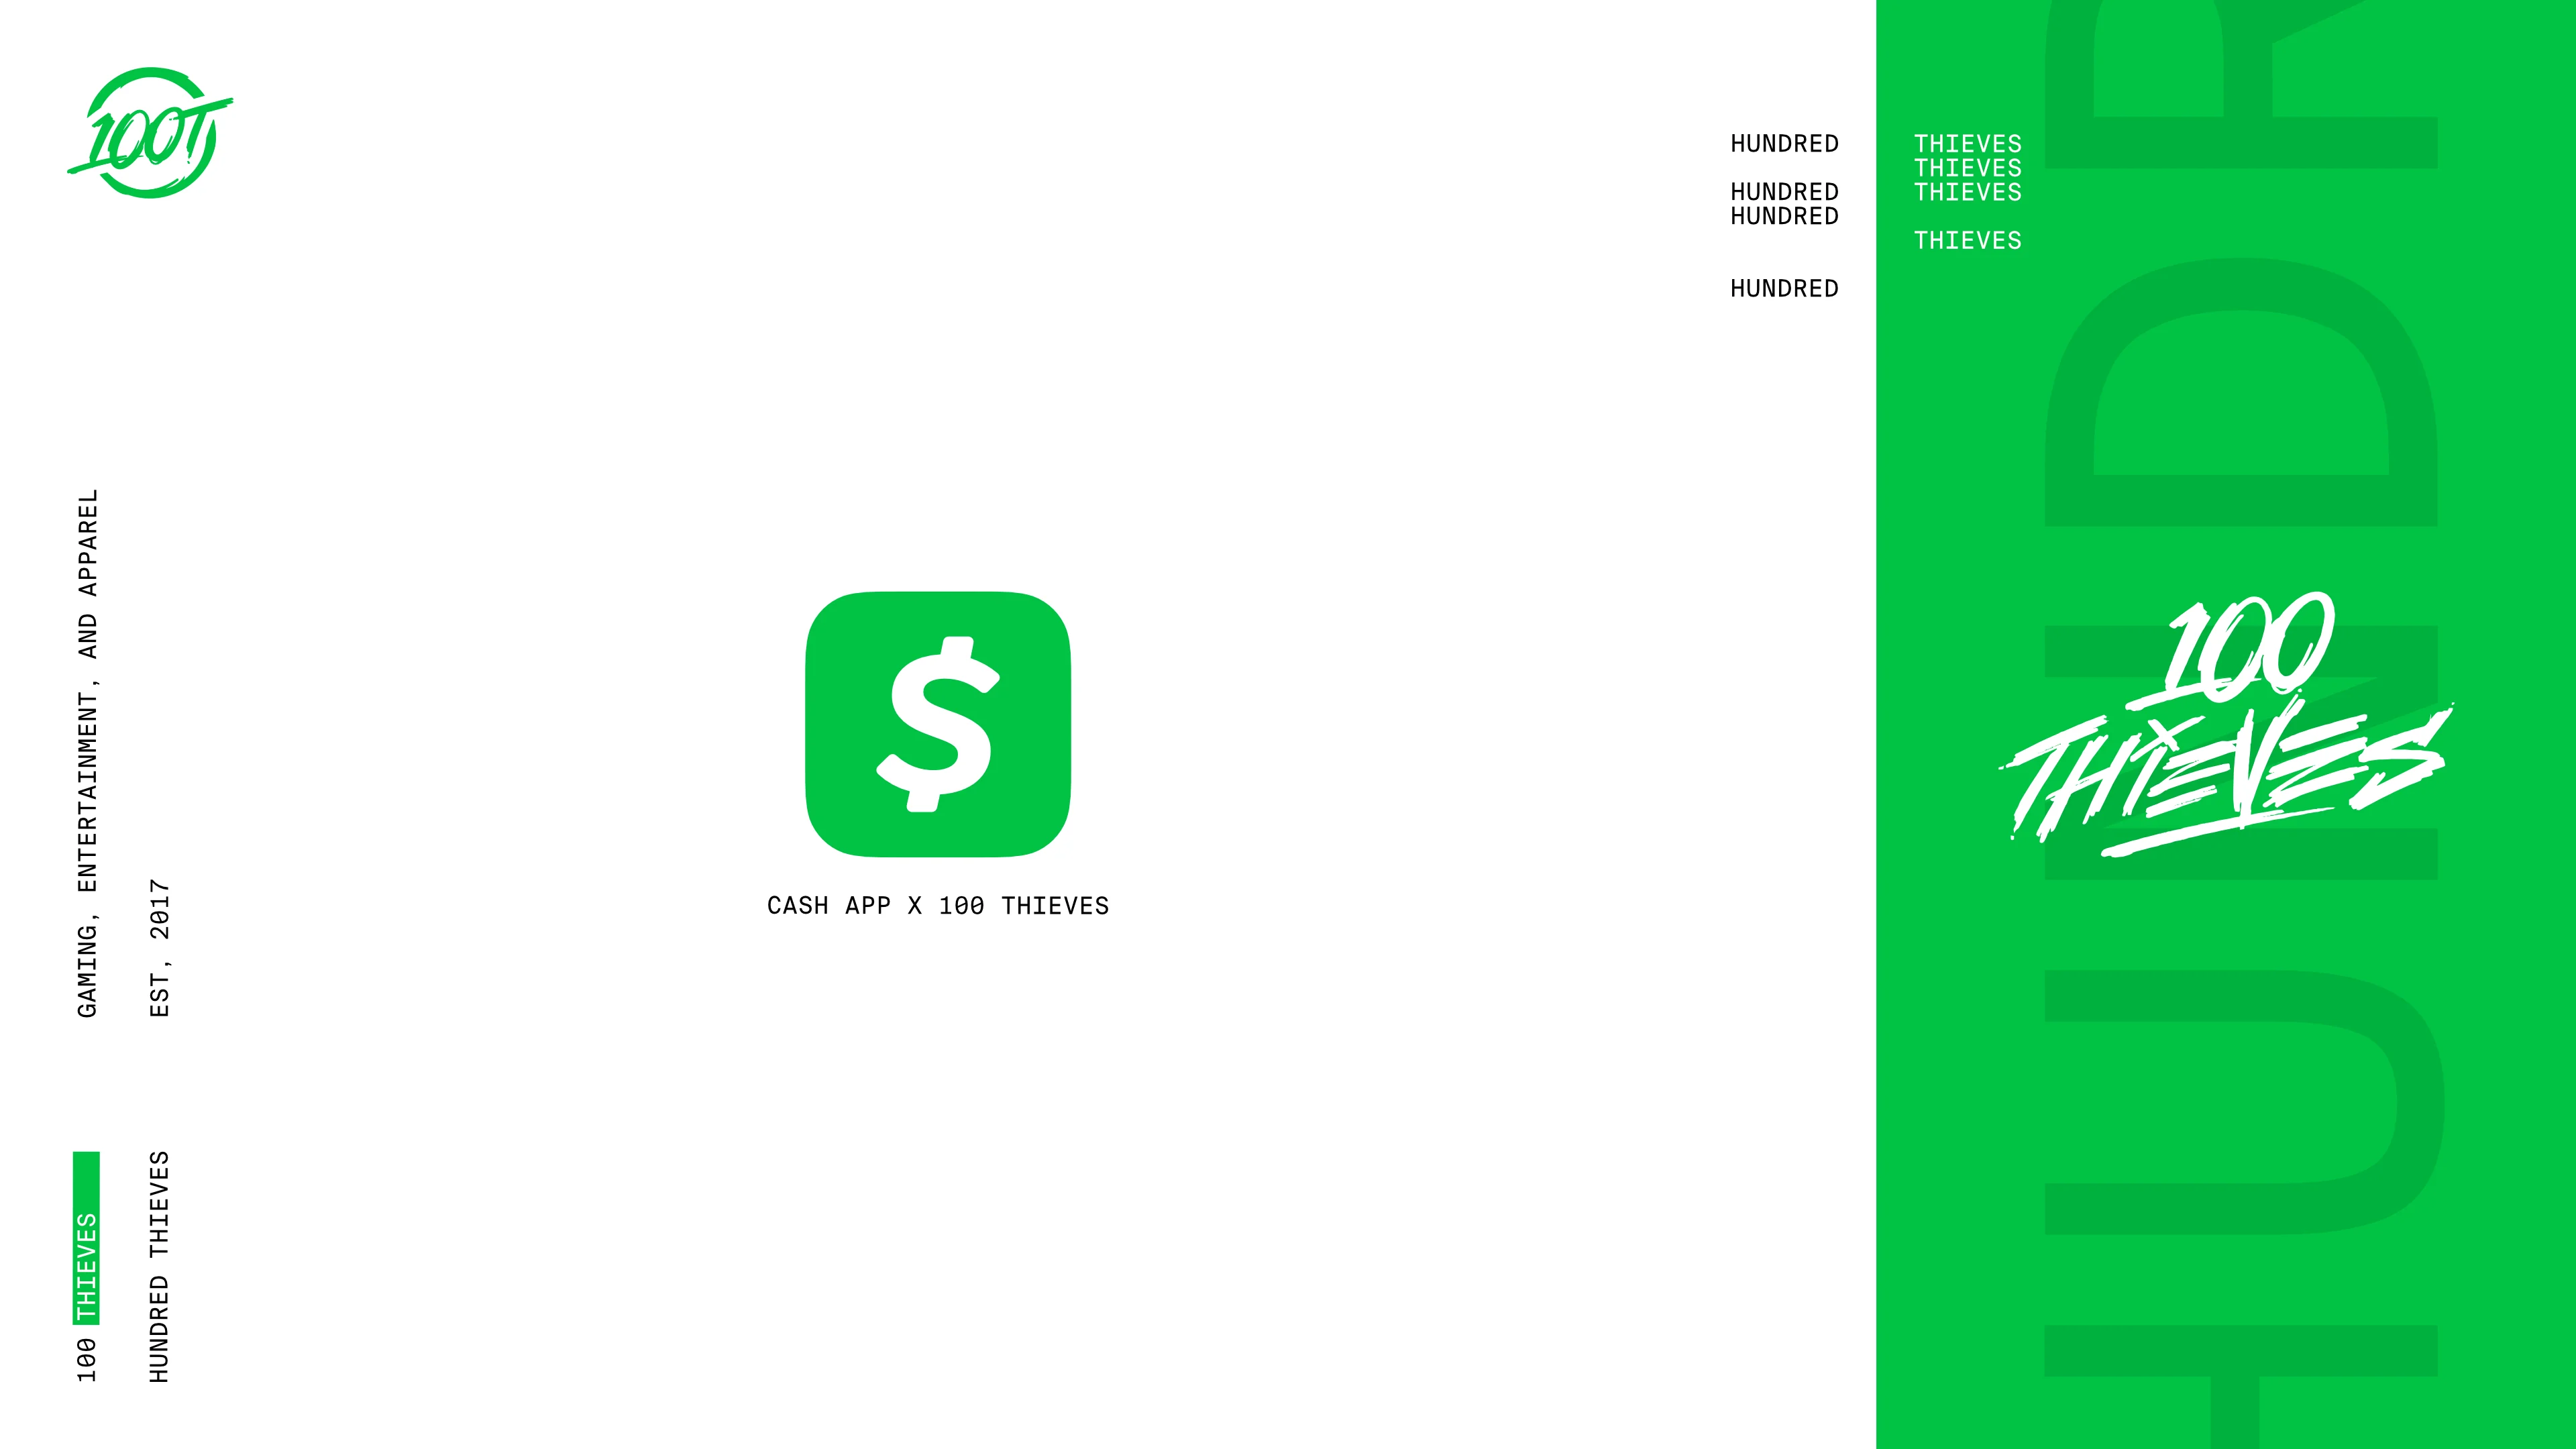 100T
HUNDRED THIEVES
THIEVES
HUNDRED THIEVES
HUNDRED
THIEVES
HUNDRED
GAMING, ENTERTAINMENT, AND APPAREL
EST, 2017
100 THIEVES
HUNDRED THIEVES
$
CASH APP X 100 THIEVES
100
THIEVES
HUNDR